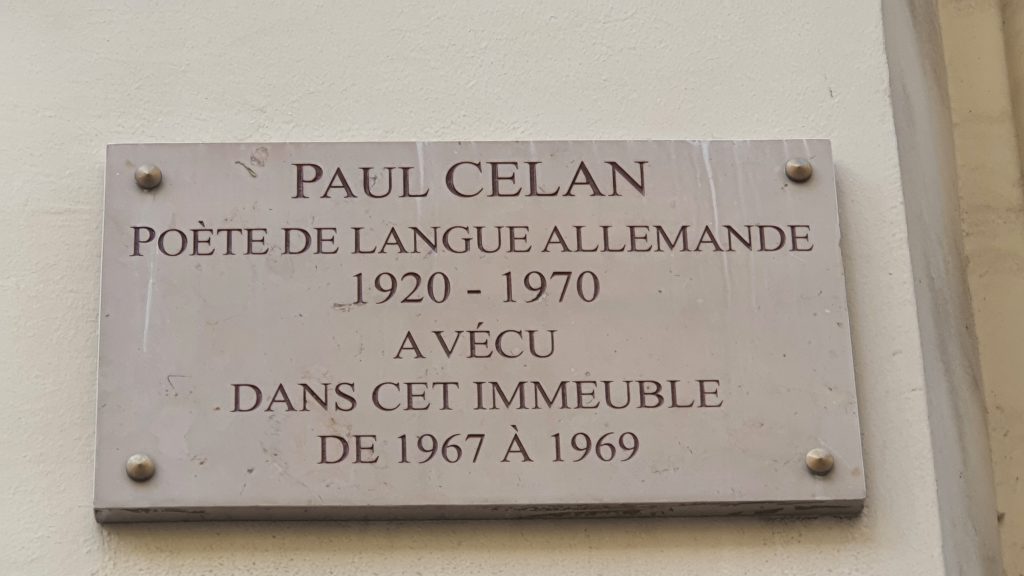 PAUL CELAN
POÈTE DE LANGUE ALLEMANDE
1920 - 1970
A VÉCU
DANS CET IMMEUBLE
DE 1967 À 1969